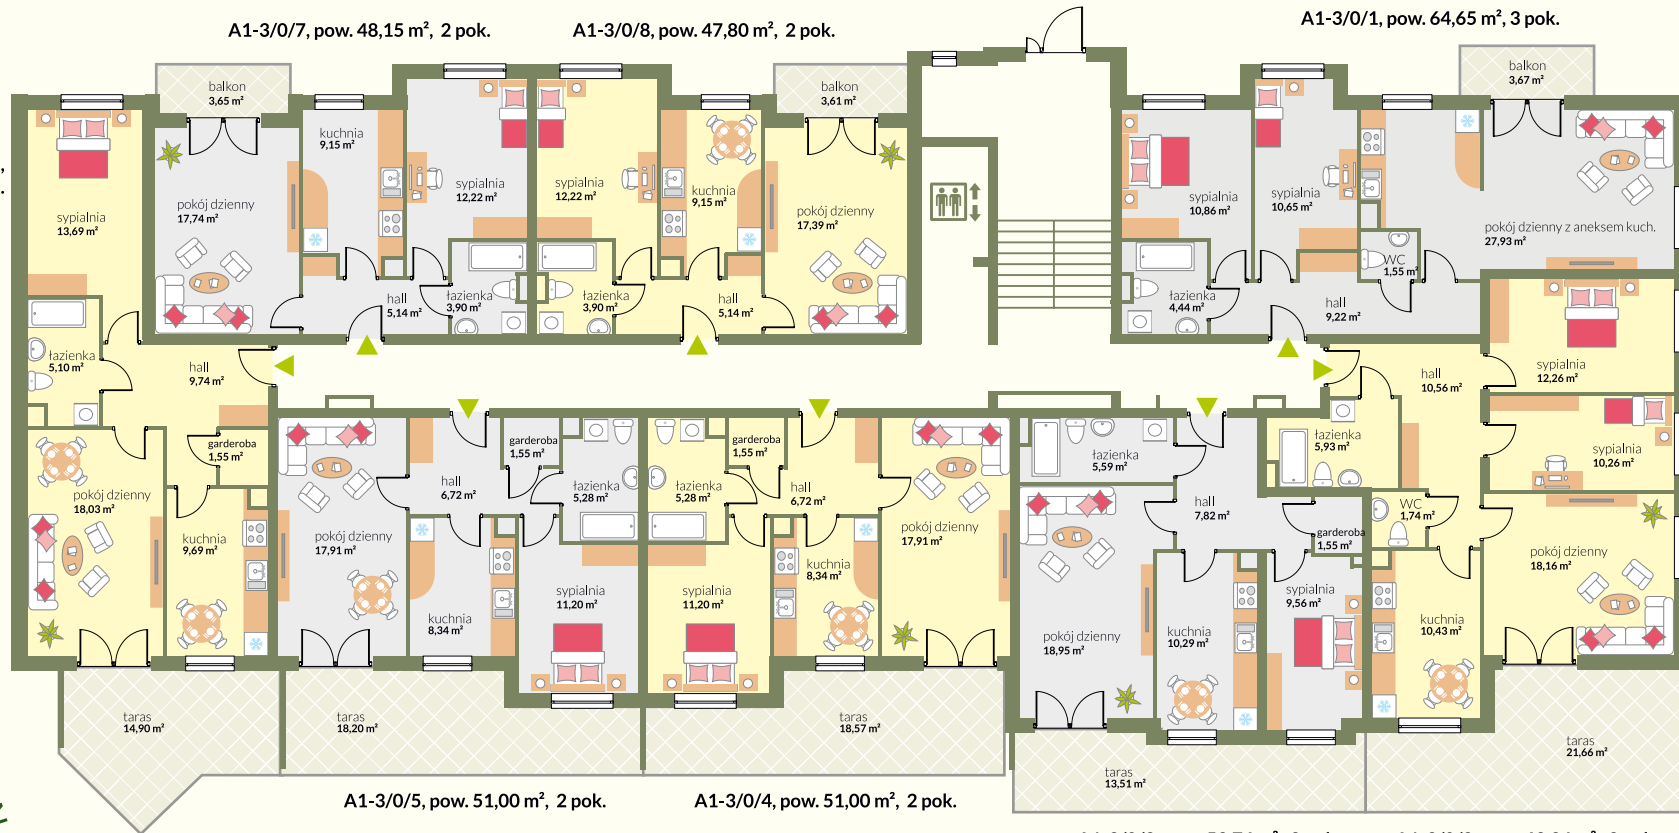 A1-3/0/7, pow. 48,15 m², 2 pok.
A1-3/0/8, pow. 47,80 m², 2 pok.
A1-3/0/1, pow. 64,65 m², 3 pok.
balkon
3,65 m²
kuchnia
9,15 m²
sypialnia
12,22 m²
pokój dzienny
17,74 m²
hall
5,14 m²
łazienka
3,90 m²
sypialnia
12,22 m²
kuchnia
9,15 m²
balkon
3,61 m²
pokój dzienny
17,39 m²
łazienka
3,90 m²
hall
5,14 m²
sypialnia
10,86 m²
sypialnia
10,65 m²
balkon
3,67 m²
pokój dzienny z aneksem kuch.
27,93 m²
WC
1,55 m²
łazienka
4,44 m²
hall
9,22 m²
sypialnia
13,69 m²
łazienka
5,10 m²
hall
9,74 m²
garderoba
1,55 m²
pokój dzienny
18,03 m²
kuchnia
9,69 m²
taras
14,90 m²
pokój dzienny
17,91 m²
hall
6,72 m²
garderoba
1,55 m²
łazienka
5,28 m²
kuchnia
8,34 m²
sypialnia
11,20 m²
taras
18,20 m²
łazienka
5,28 m²
garderoba
1,55 m²
hall
6,72 m²
pokój dzienny
17,91 m²
sypialnia
11,20 m²
kuchnia
8,34 m²
taras
18,57 m²
łazienka
5,59 m²
hall
7,82 m²
garderoba
1,55 m²
pokój dzienny
18,95 m²
kuchnia
10,29 m²
sypialnia
9,56 m²
taras
13,51 m²
hall
10,56 m²
sypialnia
12,26 m²
łazienka
5,93 m²
sypialnia
10,26 m²
WC
1,74 m²
pokój dzienny
18,16 m²
kuchnia
10,43 m²
taras
21,66 m²
A1-3/0/5, pow. 51,00 m², 2 pok.
A1-3/0/4, pow. 51,00 m², 2 pok.